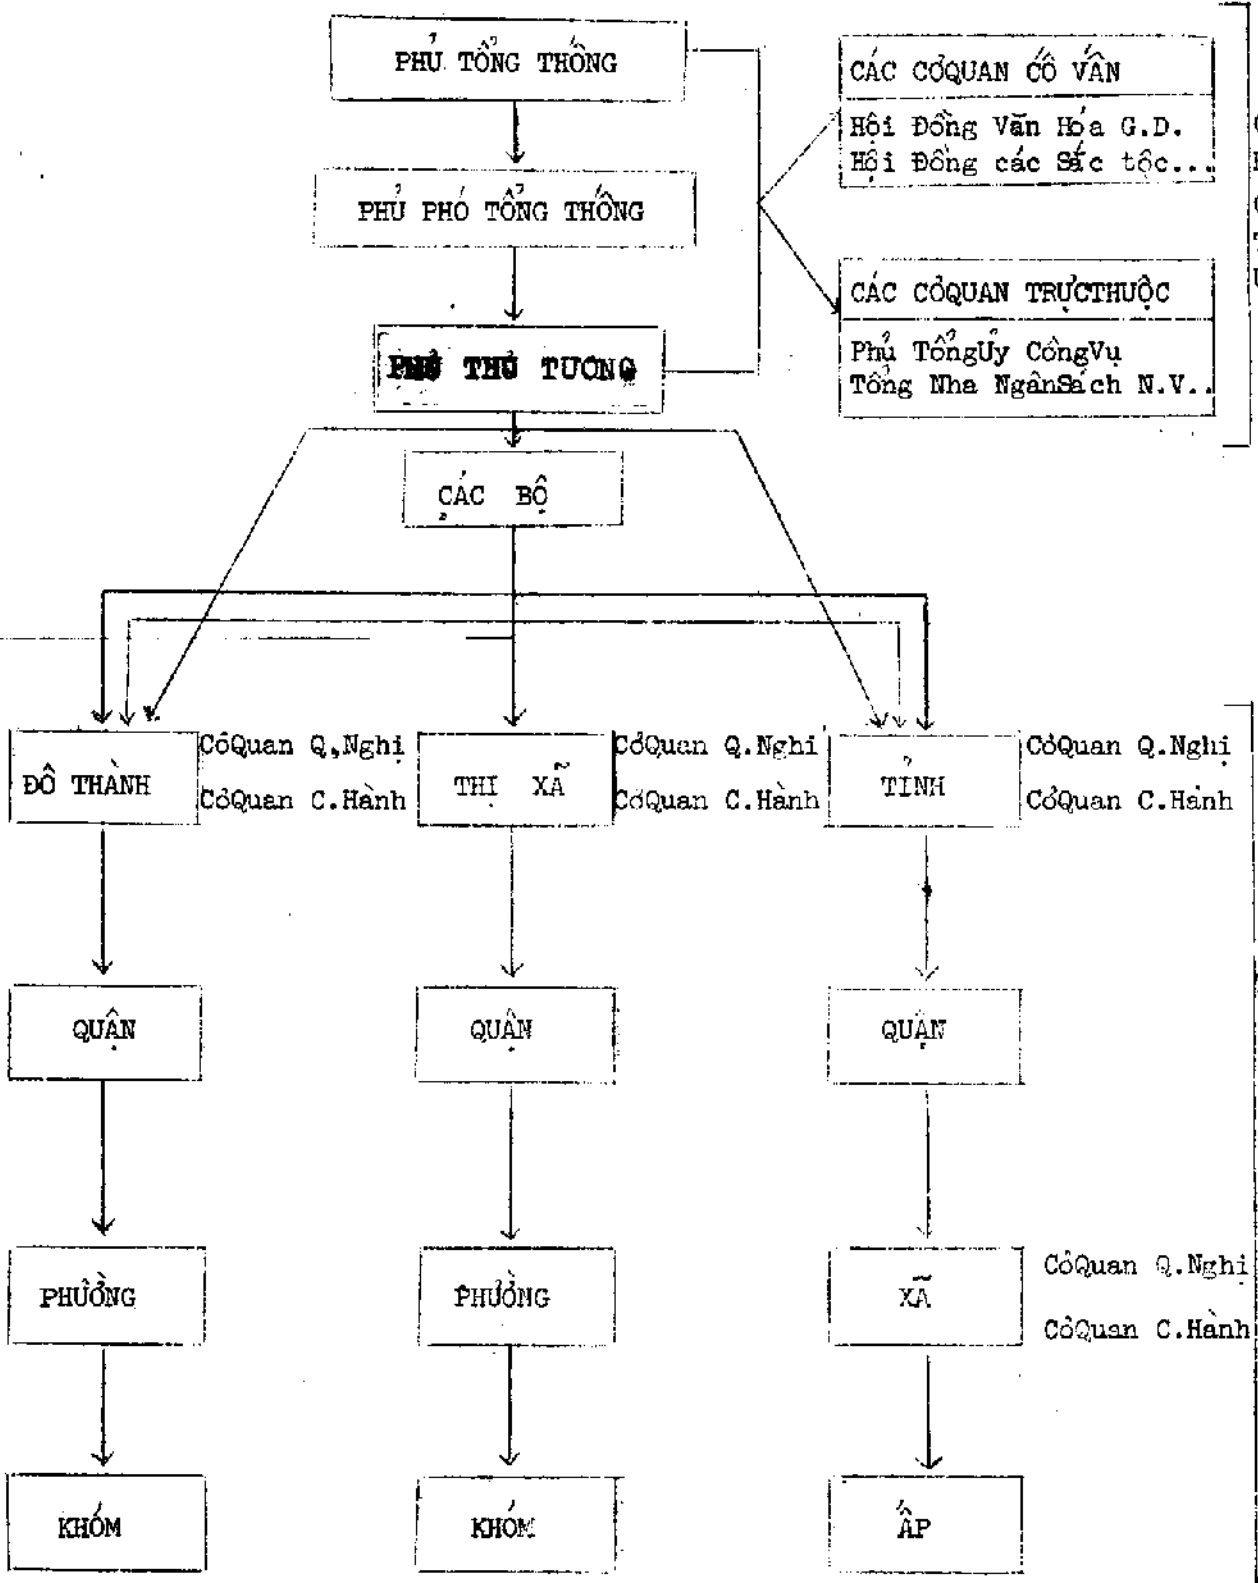 PHỦ TỔNG THỐNG
CÁC CƠQUAN CỐ VẤN
Hội Đồng Văn Hóa G.D.
Hội Đồng các Sắc tộc...
PHỦ PHÓ TỔNG THỐNG
CÁC CƠQUAN TRỰCTHUỘC
Phủ TổngUỷ CôngVụ
Tổng Nha NgânSách N.V..
PHỦ THỦ TƯƠNG
CÁC BỘ
ĐÔ THÀNH
CơQuan Q.Nghị
CơQuan C.Hành
THỊ XÃ
CơQuan Q.Nghị
CơQuan C.Hành
TỈNH
CơQuan Q.Nghị
CơQuan C.Hành
QUẬN
QUẬN
QUẬN
PHƯỜNG
PHƯỜNG
XÃ
CơQuan Q.Nghị
CơQuan C.Hành
KHÓM
KHÓM
ẤP